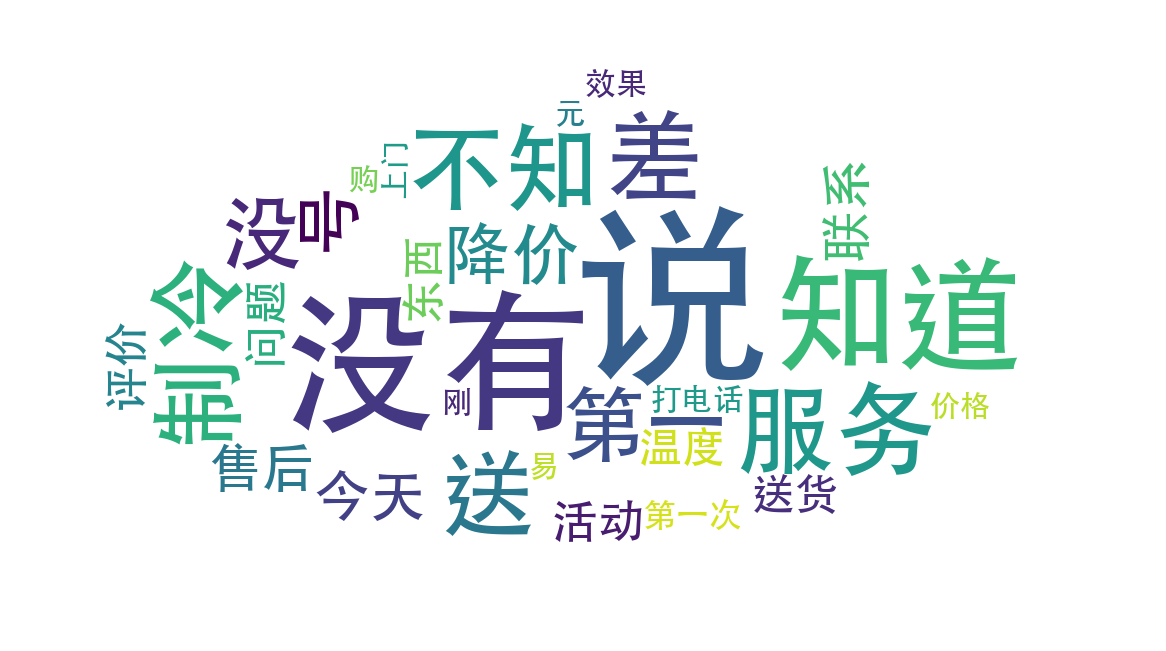 效果
元
差
不知
上门
购
联系
没
号
降价
说
东西
知道
制冷
问题
没有
评价
刚
第一
打电话
服务
价格
温度
售后
送
易
今天
活动
第一次
送货